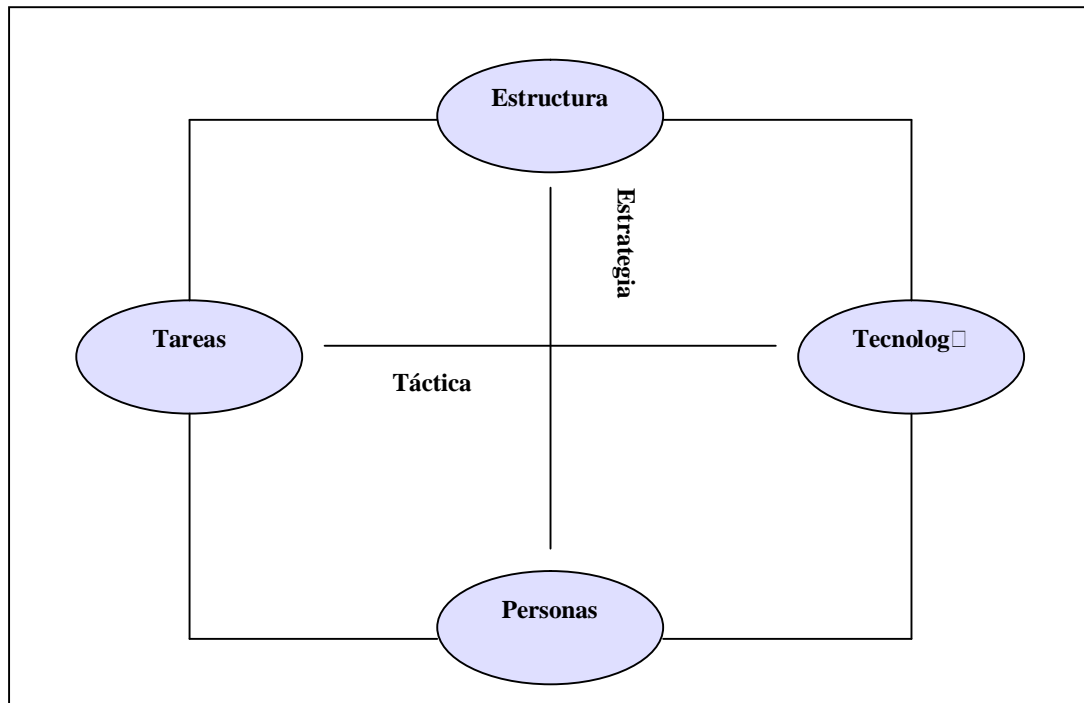 Estructura
Estrategia
Tareas
Tecnolog□
Táctica
Personas